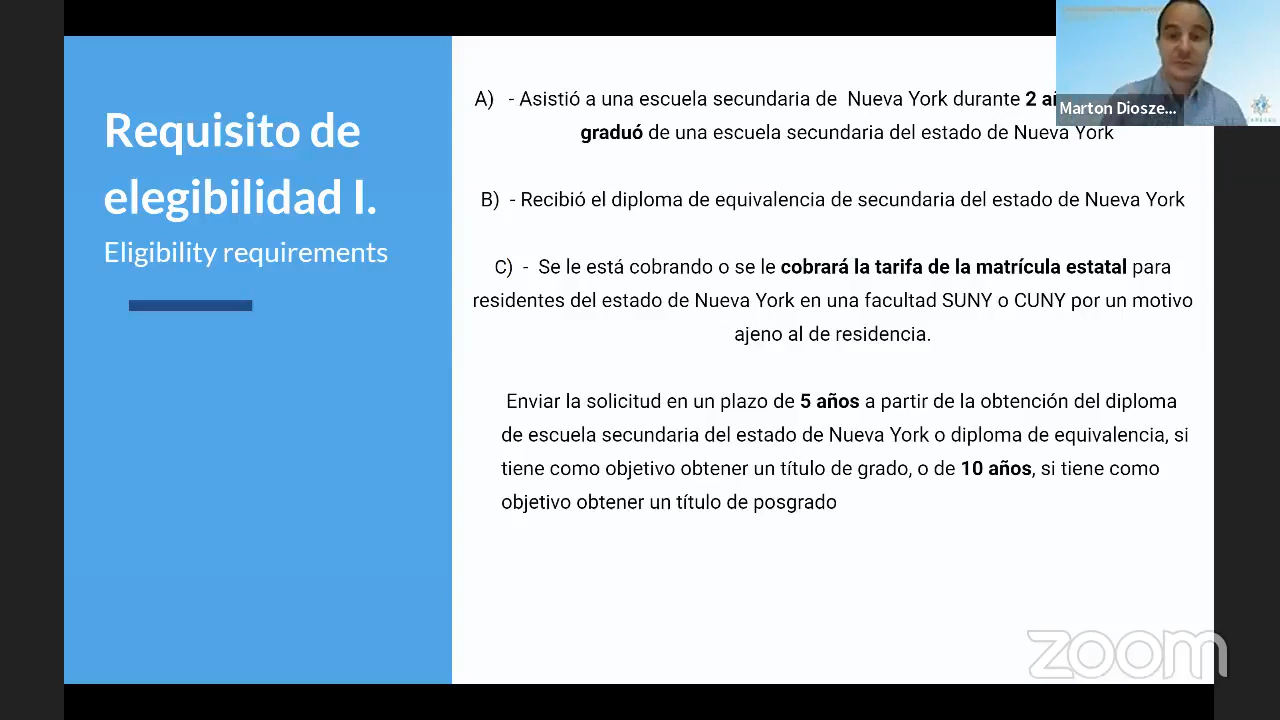 Requisito de
elegibilidad I.
Eligibility requirements
A) - Asistió a una escuela secundaria de Nueva York durante 2
graduó de una escuela secundaria del estado de Nueva York
B) - Recibió el diploma de equivalencia de secundaria del estado de Nueva York
C) - Se le está cobrando o se le cobrará la tarifa de la matrícula estatal para
residentes del estado de Nueva York en una facultad SUNY o CUNY por un motivo
ajeno al de residencia.
Enviar la solicitud en un plazo de 5 años a partir de la obtención del diploma
de escuela secundaria del estado de Nueva York o diploma de equivalencia, si
tiene como objetivo obtener un título de grado, o de 10 años, si tiene como
objetivo obtener un título de posgrado
Marton Diosze...
zoom